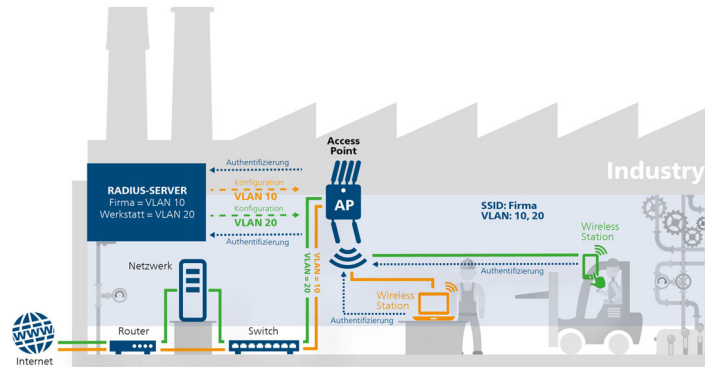 Access
Point
AP
Industry
Authentifizierung
RADIUS-SERVER
Firma = VLAN 10
Werkstatt = VLAN 20
Konfiguration
VLAN 10
Konfiguration
VLAN 20
Authentifizierung
SSID: Firma
VLAN: 10, 20
Wireless
Station
Authentifizierung
Netzwerk
VLAN = 20
VLAN = 10
Wireless
Station
Authentifizierung
WWW
Router
Switch
Internet